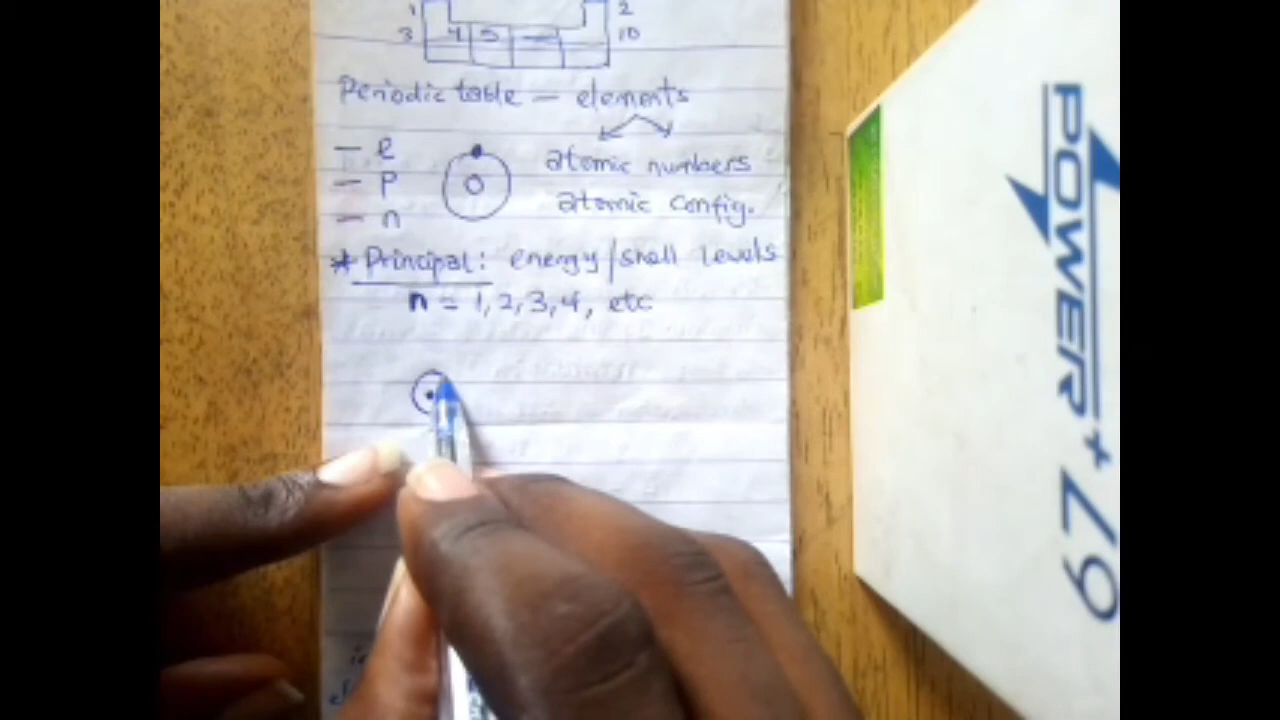 1 2
3 4 5 10
Periodic table — elements
— e
— p
— n
atomic numbers
atomic config.
* Principal: energy/shell levels
n = 1, 2, 3, 4, etc
POWER + L9